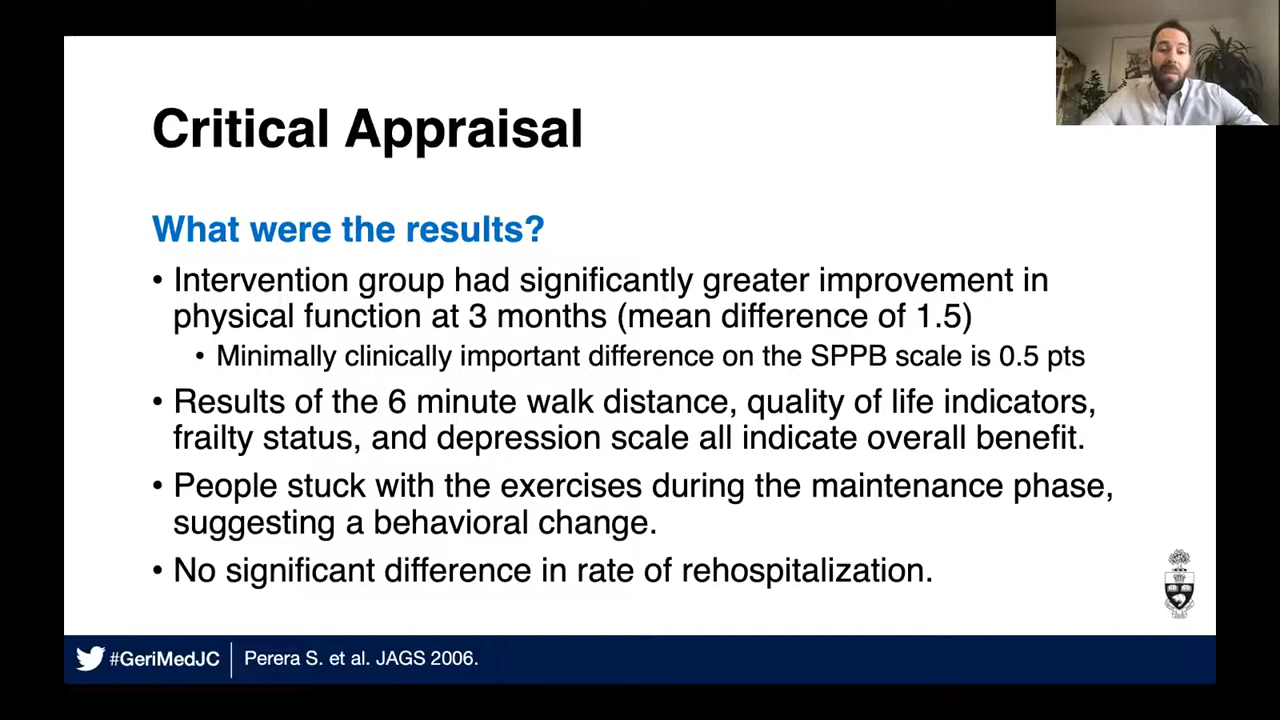 Critical Appraisal
What were the results?
• Intervention group had significantly greater improvement in
physical function at 3 months (mean difference of 1.5)
• Minimally clinically important difference on the SPPB scale is 0.5 pts
• Results of the 6 minute walk distance, quality of life indicators,
frailty status, and depression scale all indicate overall benefit.
• People stuck with the exercises during the maintenance phase,
suggesting a behavioral change.
• No significant difference in rate of rehospitalization.
#GeriMedJC
Perera S. et al. JAGS 2006.